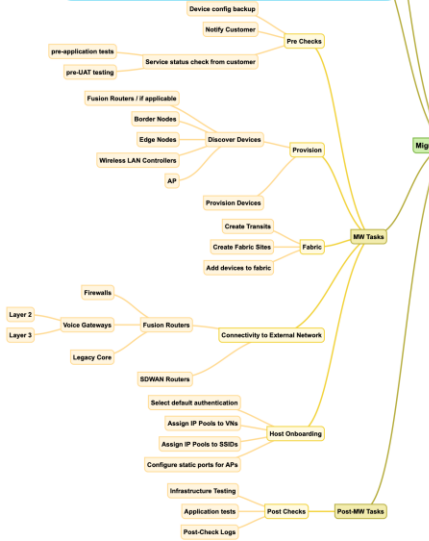 Device config backup
Notify Customer
Pre Checks
pre-application tests
Service status check from customer
pre-UAT testing
Fusion Routers / if applicable
Border Nodes
Edge Nodes
Discover Devices
Wireless LAN Controllers
Provision
AP
Provision Devices
Create Transits
MW Tasks
Create Fabric Sites
Fabric
Add devices to fabric
Firewalls
Layer 2
Voice Gateways
Fusion Routers
Layer 3
Connectivity to External Network
Legacy Core
SDWAN Routers
Select default authentication
Assign IP Pools to VNs
Host Onboarding
Assign IP Pools to SSIDs
Configure static ports for APs
Infrastructure Testing
Application tests
Post Checks
Post-MW Tasks
Post-Check Logs